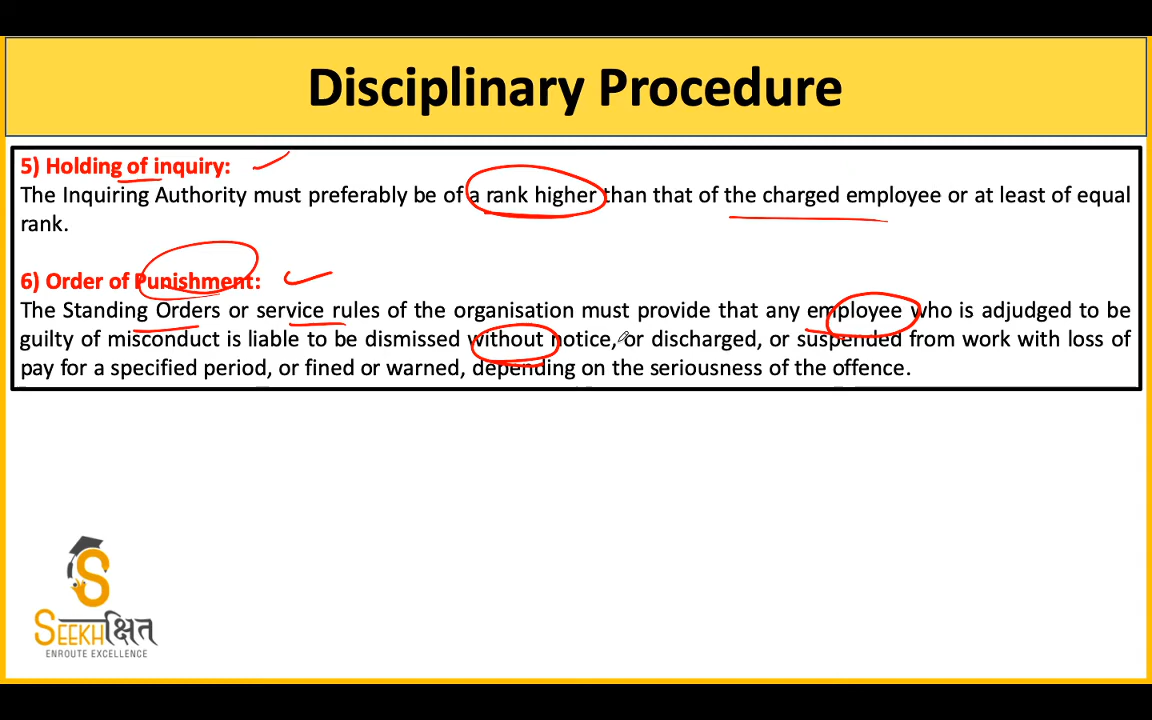 Disciplinary Procedure
5) Holding of inquiry:
The Inquiring Authority must preferably be of a rank higher than that of the charged employee or at least of equal
rank.
6) Order of Punishment:
The Standing Orders or service rules of the organisation must provide that any employee who is adjudged to be
guilty of misconduct is liable to be dismissed without notice, or discharged, or suspended from work with loss of
pay for a specified period, or fined or warned, depending on the seriousness of the offence.
S
SEEKHक्षित
ENROUTE EXCELLENCE